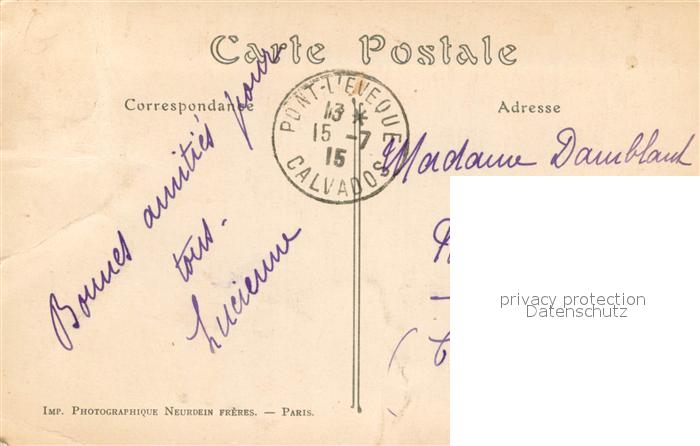 Carte Postale
Correspondance
Adresse
PONT-L'EVEQUE
13 *
15 -7
15
CALVADOS
Bonnes amitiés pour
tous.
Lucienne
Madame Damblant
privacy protection
Datenschutz
IMP. PHOTOGRAPHIQUE NEURDEIN FRÈRES. — PARIS.